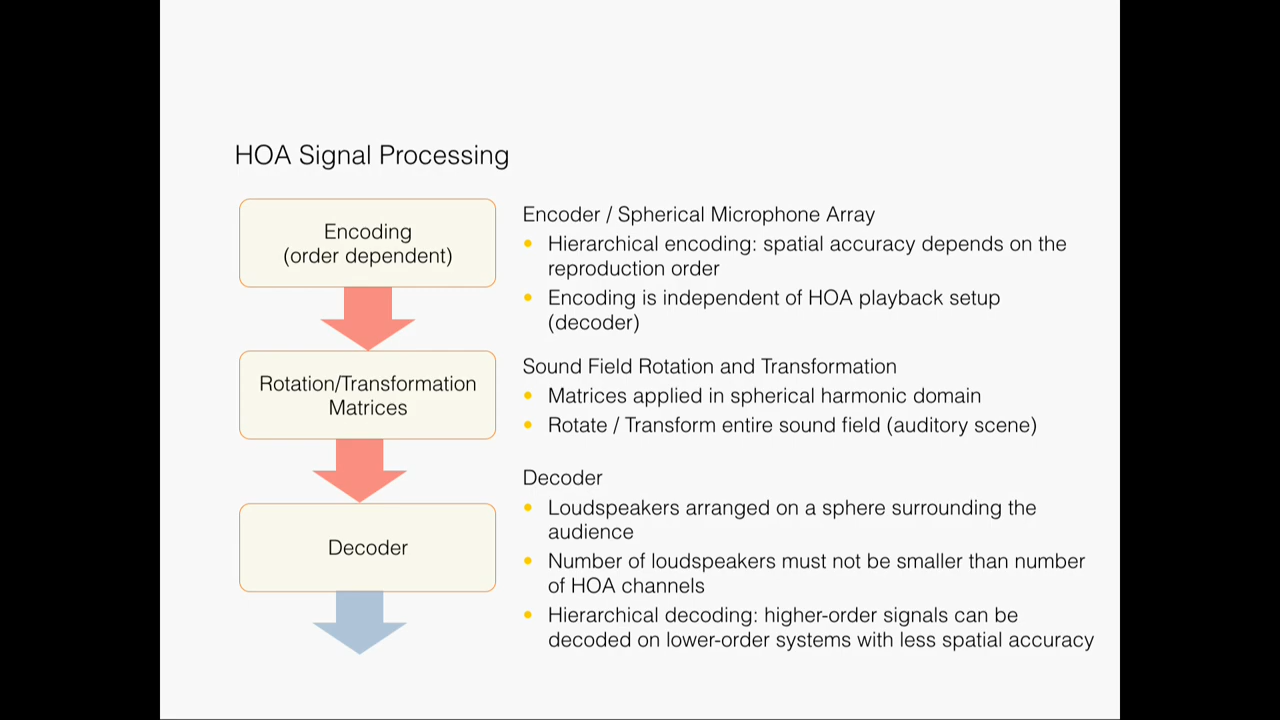 HOA Signal Processing
Encoding
(order dependent)
Encoder / Spherical Microphone Array
Hierarchical encoding: spatial accuracy depends on the
reproduction order
Encoding is independent of HOA playback setup
(decoder)
Rotation/Transformation
Matrices
Sound Field Rotation and Transformation
Matrices applied in spherical harmonic domain
Rotate / Transform entire sound field (auditory scene)
Decoder
Decoder
Loudspeakers arranged on a sphere surrounding the
audience
Number of loudspeakers must not be smaller than number
of HOA channels
Hierarchical decoding: higher-order signals can be
decoded on lower-order systems with less spatial accuracy